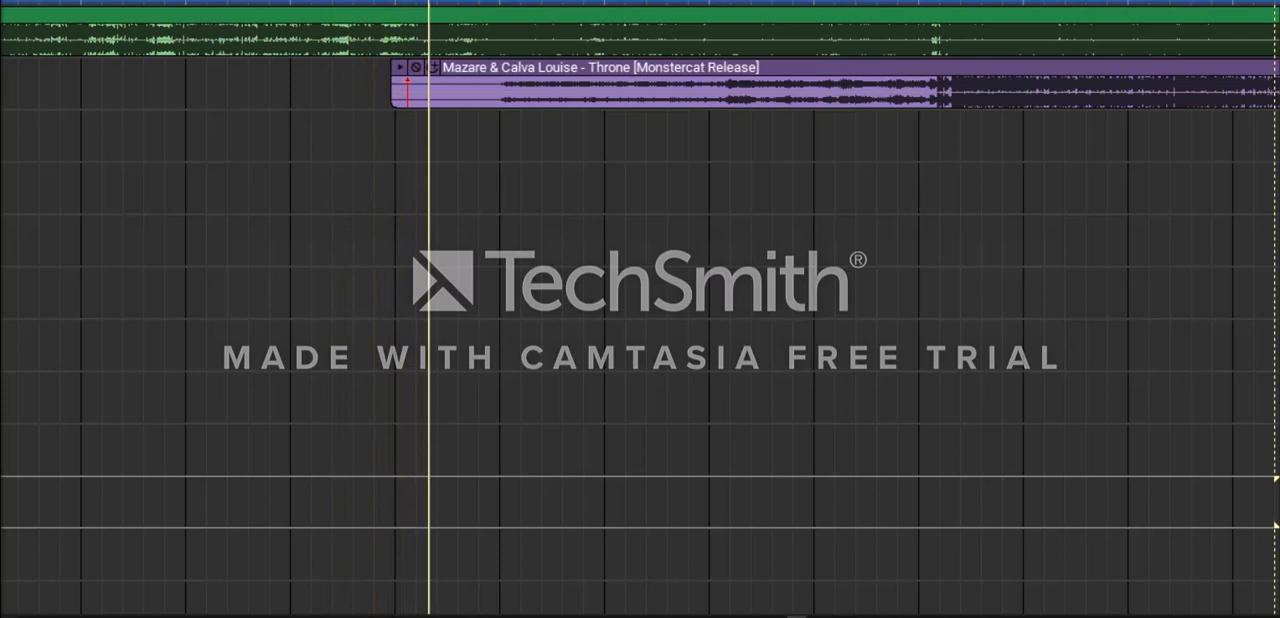 Mazare & Calva Louise - Throne [Monstercat Release]
TechSmith®
MADE WITH CAMTASIA FREE TRIAL